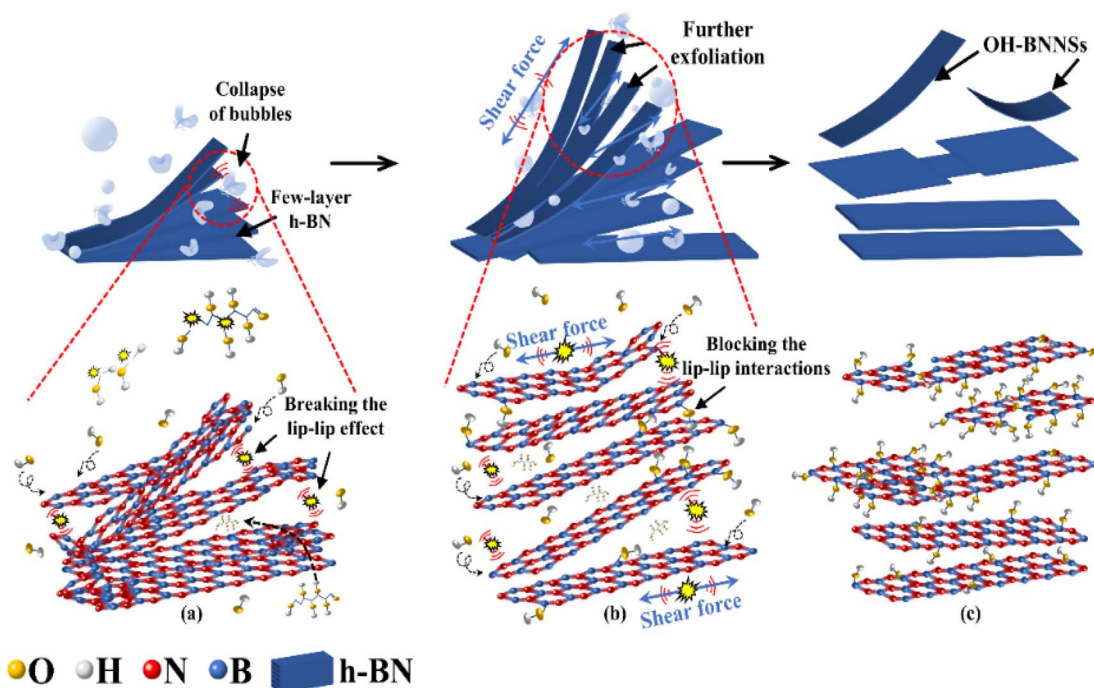 Collapse
of bubbles
Few-layer
h-BN
Shear force
Further
exfoliation
OH-BNNSs
Breaking the
lip-lip effect
(a)
Shear force
Blocking the
lip-lip interactions
Shear force
(b)
(c)
O H N B h-BN